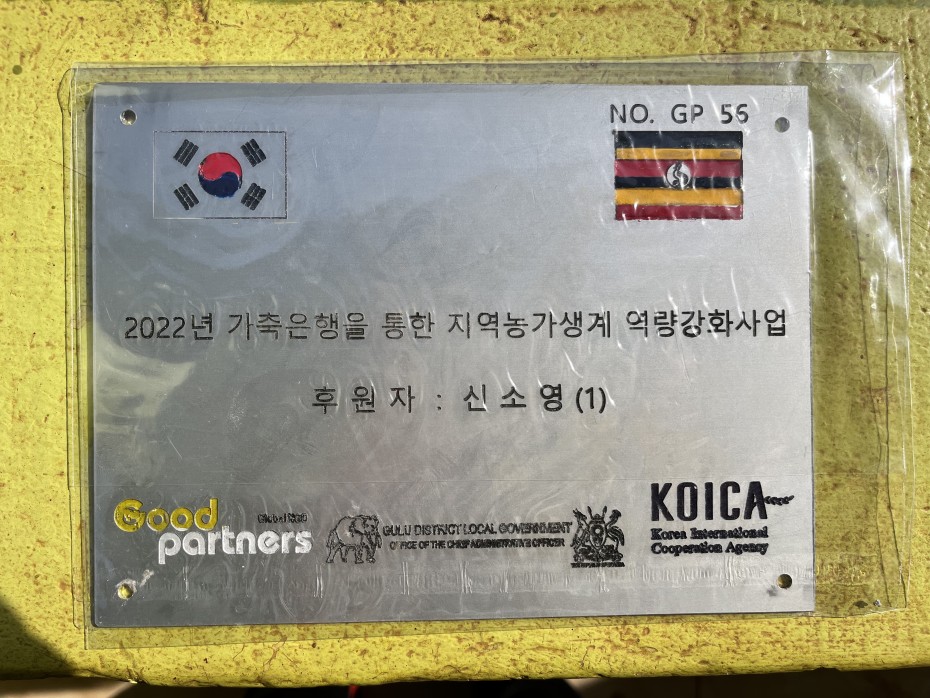 NO. GP 56
2022년 가축은행을 통한 지역농가생계 역량강화사업
후 원 자 : 신 소 영 (1)
Good partners
Global NGO
GULU DISTRICT LOCAL GOVERNMENT
OFFICE OF THE CHIEF ADMINISTRATIVE OFFICER
KOICA
Korea International
Cooperation Agency